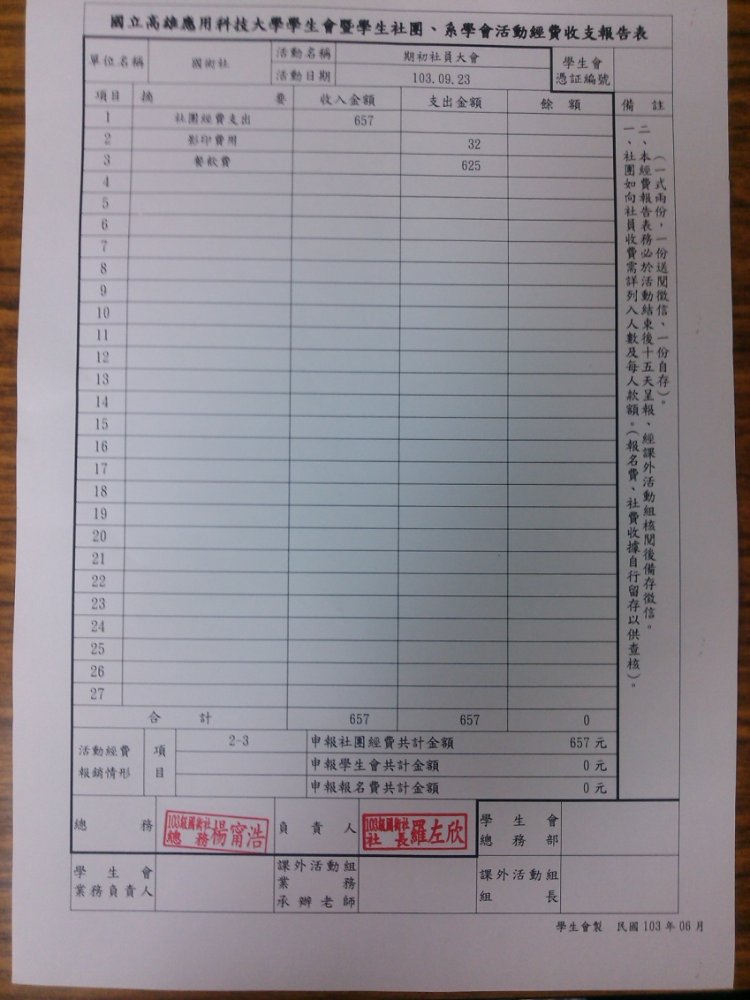 國立高雄應用科技大學學生會暨學生社團、系學會活動經費收支報告表
單位名稱 國術社 活動名稱 期初社員大會 學生會憑証編號
活動日期 103.09.23
項目 摘要 收入金額 支出金額 餘額 備註
1 社團經費支出 657
2 影印費用 32
3 餐飲費 625
4
5
6
7
8
9
10
11
12
13
14
15
16
17
18
19
20
21
22
23
24
25
26
27
一、社團如向社員收費需詳列入人數及每人款額。(報名費、社費收據自行留存以供查核)。
二、本經費報告表務必於活動結束後十五天呈報、經課外活動組核閱後備存徵信。
(一式兩份，一份送閱徵信、一份自存)。
合計 657 657 0
活動經費報銷情形 項目 2-3 申報社團經費共計金額 657 元
申報學生會共計金額 0 元
申報報名費共計金額 0 元
總務 103級國術社總務楊甯浩 負責人 103級國術社社長羅左欣 學生會總務部
學生會業務負責人 課外活動組業務承辦老師 課外活動組組長
學生會製 民國 103 年 06 月